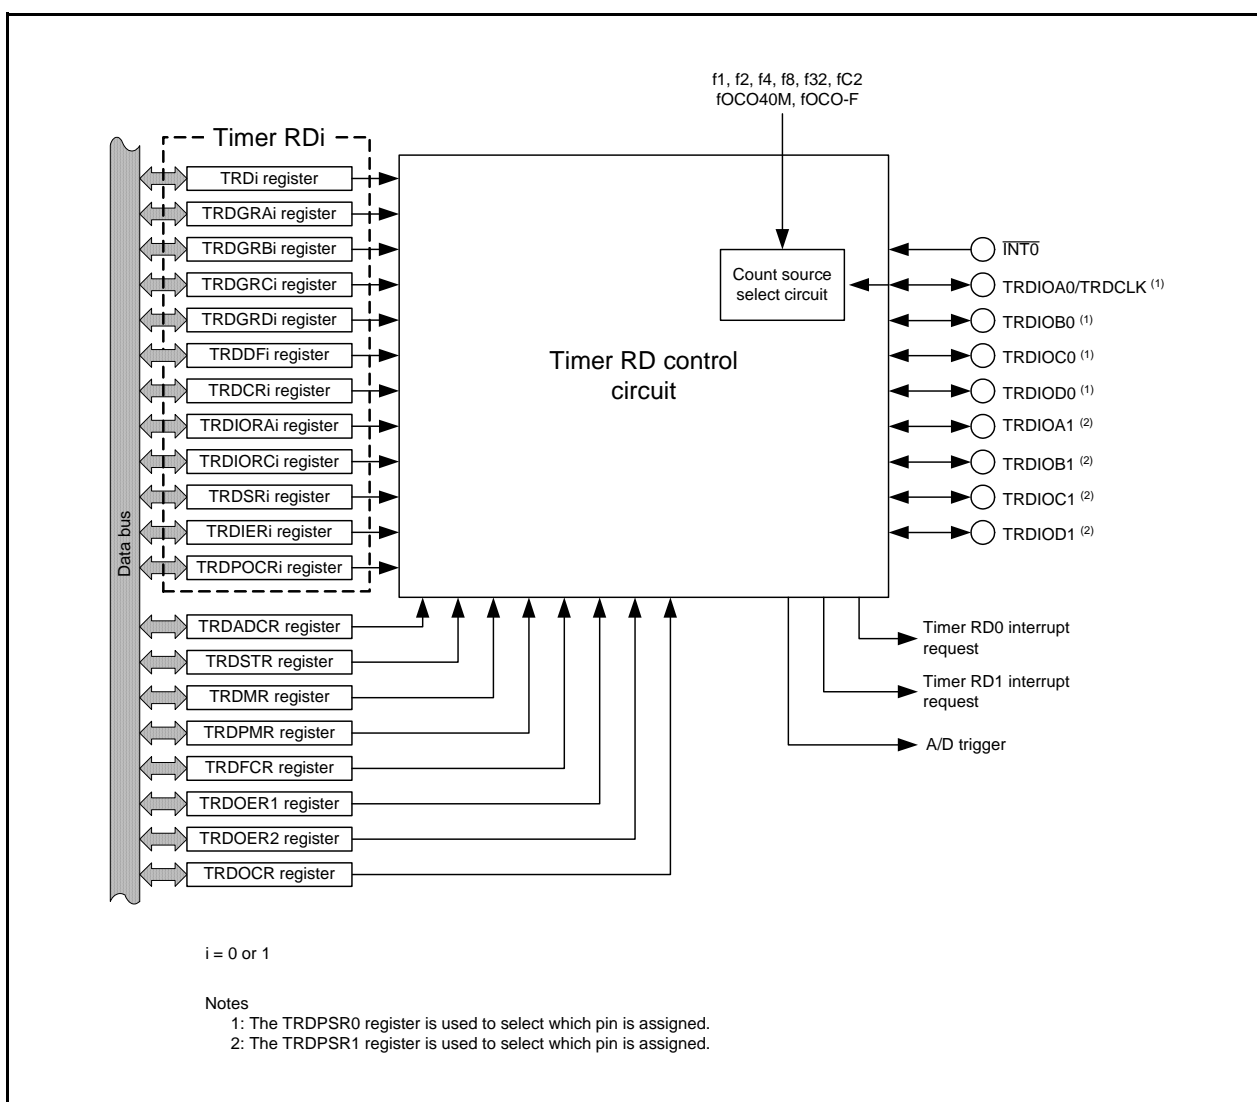 f1, f2, f4, f8, f32, fC2
fOCO40M, fOCO-F
Timer RDi
TRDi register
TRDGRAi register
TRDGRBi register
TRDGRCi register
TRDGRDi register
TRDDFi register
TRDCRi register
TRDIORAi register
TRDIORCi register
TRDSRi register
TRDIERi register
TRDPOCRi register
Data bus
Count source
select circuit
Timer RD control
circuit
INT0
TRDIOA0/TRDCLK (1)
TRDIOB0 (1)
TRDIOC0 (1)
TRDIOD0 (1)
TRDIOA1 (2)
TRDIOB1 (2)
TRDIOC1 (2)
TRDIOD1 (2)
TRDADCR register
TRDSTR register
TRDMR register
TRDPMR register
TRDFCR register
TRDOER1 register
TRDOER2 register
TRDOCR register
Timer RD0 interrupt
request
Timer RD1 interrupt
request
A/D trigger
i = 0 or 1
Notes
1: The TRDPSR0 register is used to select which pin is assigned.
2: The TRDPSR1 register is used to select which pin is assigned.